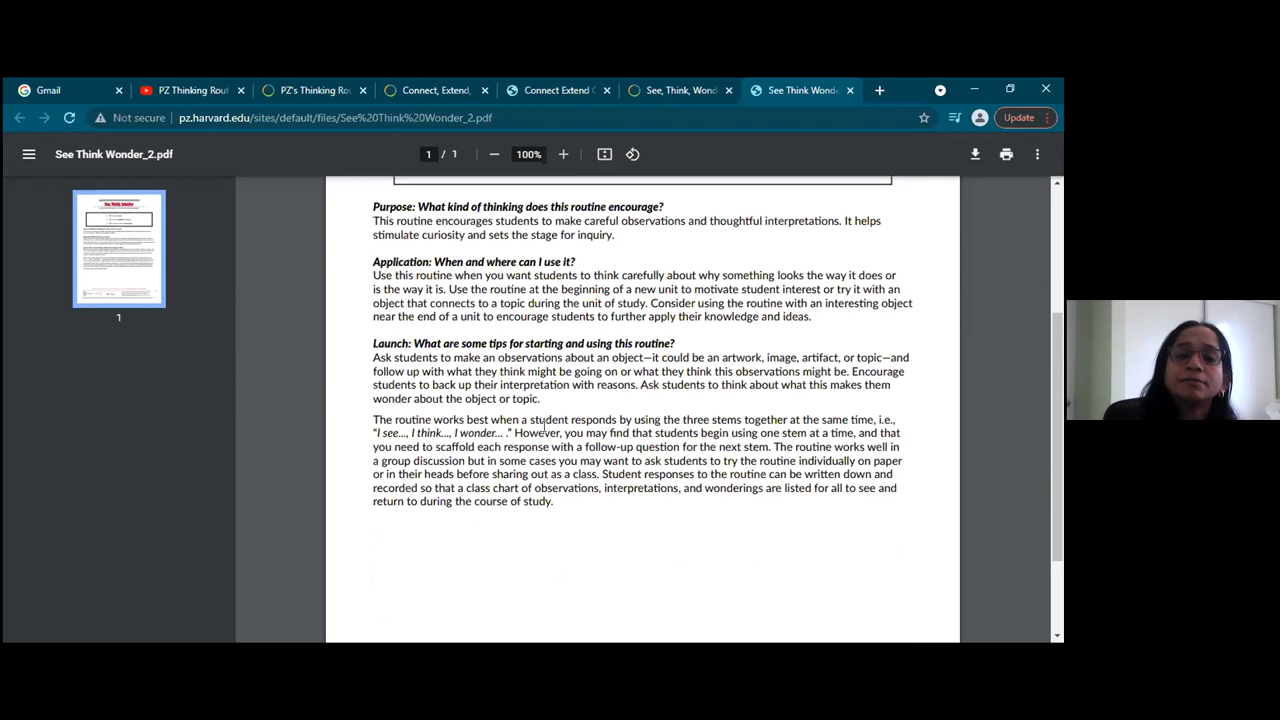 Gmail
PZ Thinking Rout
PZ's Thinking Ro
Connect, Extend,
Connect Extend C
See, Think, Wond
See Think Wonde
Not secure
pz.harvard.edu/sites/default/files/See%20Think%20Wonder_2.pdf
Update
See Think Wonder_2.pdf
1 / 1
100%
See, Think, Wonder
1
Purpose: What kind of thinking does this routine encourage?
This routine encourages students to make careful observations and thoughtful interpretations. It helps
stimulate curiosity and sets the stage for inquiry.
Application: When and where can I use it?
Use this routine when you want students to think carefully about why something looks the way it does or
is the way it is. Use the routine at the beginning of a new unit to motivate student interest or try it with an
object that connects to a topic during the unit of study. Consider using the routine with an interesting object
near the end of a unit to encourage students to further apply their knowledge and ideas.
Launch: What are some tips for starting and using this routine?
Ask students to make an observations about an object—it could be an artwork, image, artifact, or topic—and
follow up with what they think might be going on or what they think this observations might be. Encourage
students to back up their interpretation with reasons. Ask students to think about what this makes them
wonder about the object or topic.
The routine works best when a student responds by using the three stems together at the same time, i.e.,
"I see..., I think..., I wonder... ." However, you may find that students begin using one stem at a time, and that
you need to scaffold each response with a follow-up question for the next stem. The routine works well in
a group discussion but in some cases you may want to ask students to try the routine individually on paper
or in their heads before sharing out as a class. Student responses to the routine can be written down and
recorded so that a class chart of observations, interpretations, and wonderings are listed for all to see and
return to during the course of study.